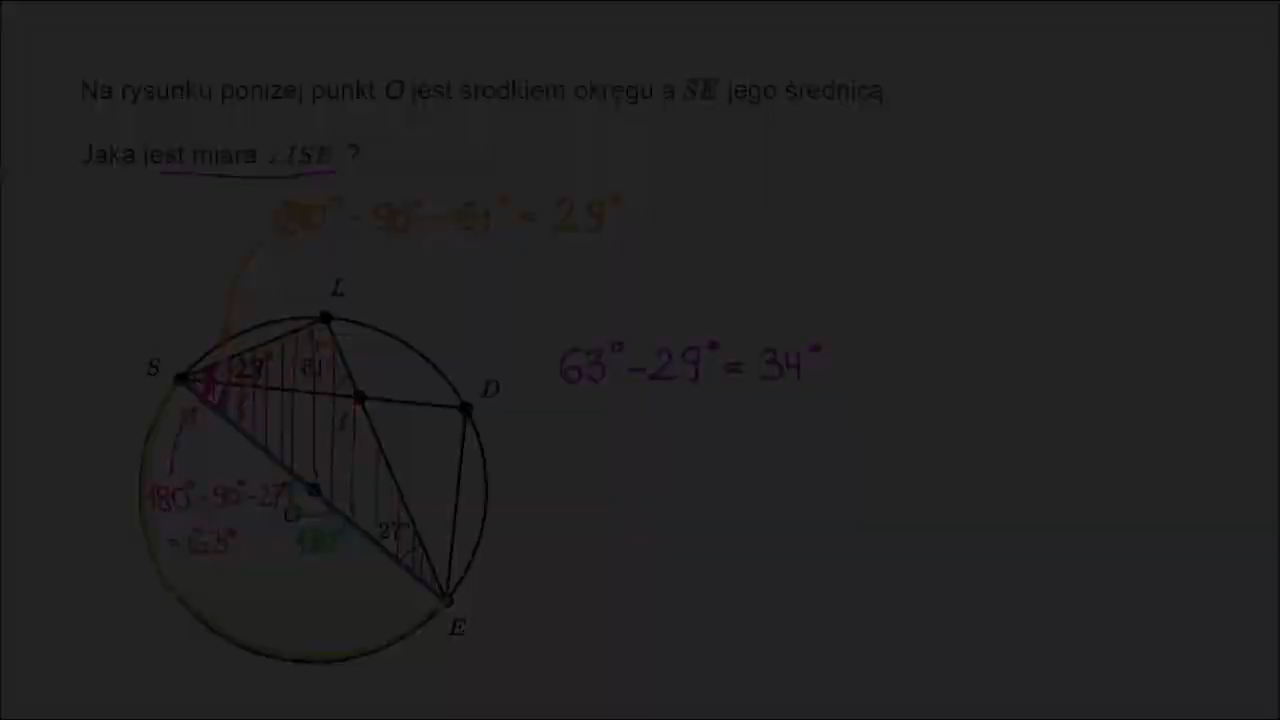 Na rysunku poniżej punkt O jest środkiem okręgu a SE jego średnicą
Jaka jest miara ∠ISE ?
180° - 90° - 61° = 29°
L
S
29°
61°
D
63° - 29° = 34°
I
180° - 90° - 27°
= 63°
O
180°
27°
E